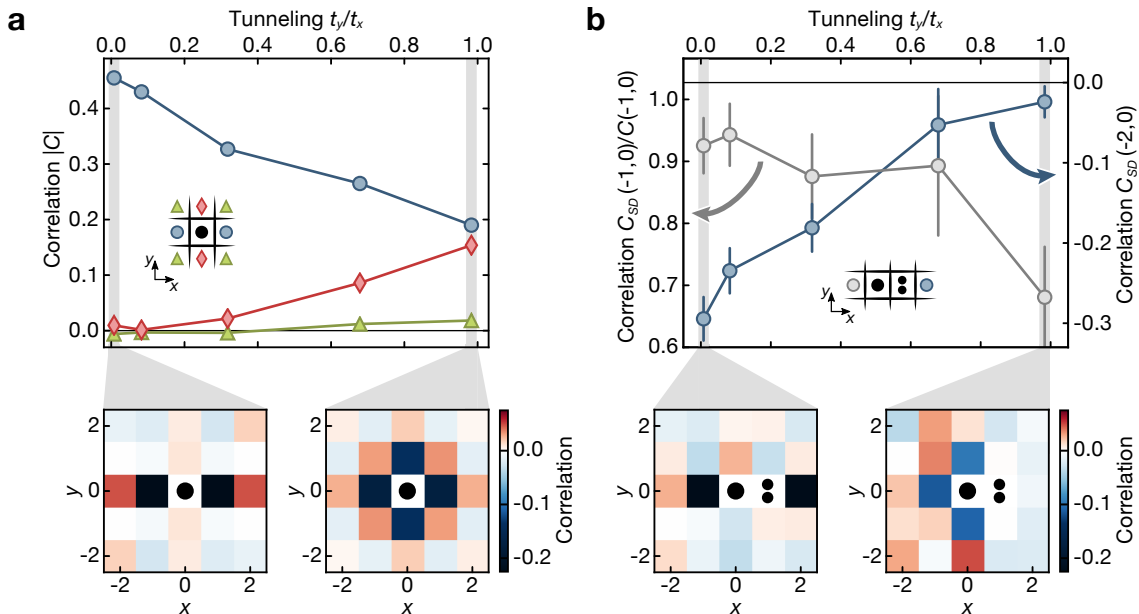 a
Tunneling t_y/t_x
0.0 0.2 0.4 0.6 0.8 1.0
Correlation |C|
0.4
0.3
0.2
0.1
0.0
y
x
2
0
-2
y
-2 0 2
x
0.0
-0.1
-0.2
Correlation
b
Tunneling t_y/t_x
0.0 0.2 0.4 0.6 0.8 1.0
Correlation C_SD (-1,0)/C(-1,0)
1.0
0.9
0.8
0.7
0.6
Correlation C_SD (-2,0)
0.0
-0.1
-0.2
-0.3
y
x
2
0
-2
y
-2 0 2
x
2
0
-2
-2 0 2
x
0.0
-0.1
-0.2
Correlation
2
0
-2
-2 0 2
x